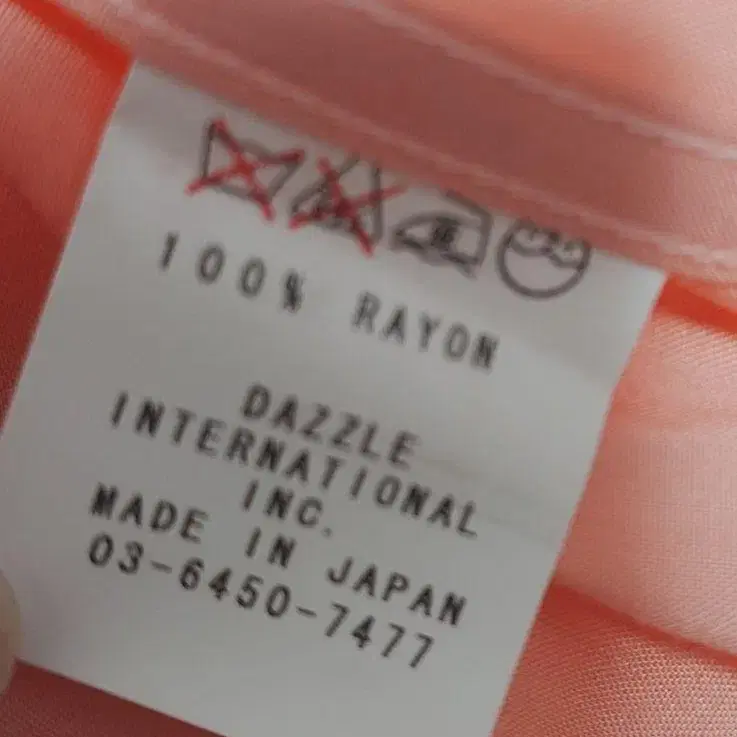 100% RAYON
DAZZLE
INTERNATIONAL
INC.
MADE IN JAPAN
03-6450-7477